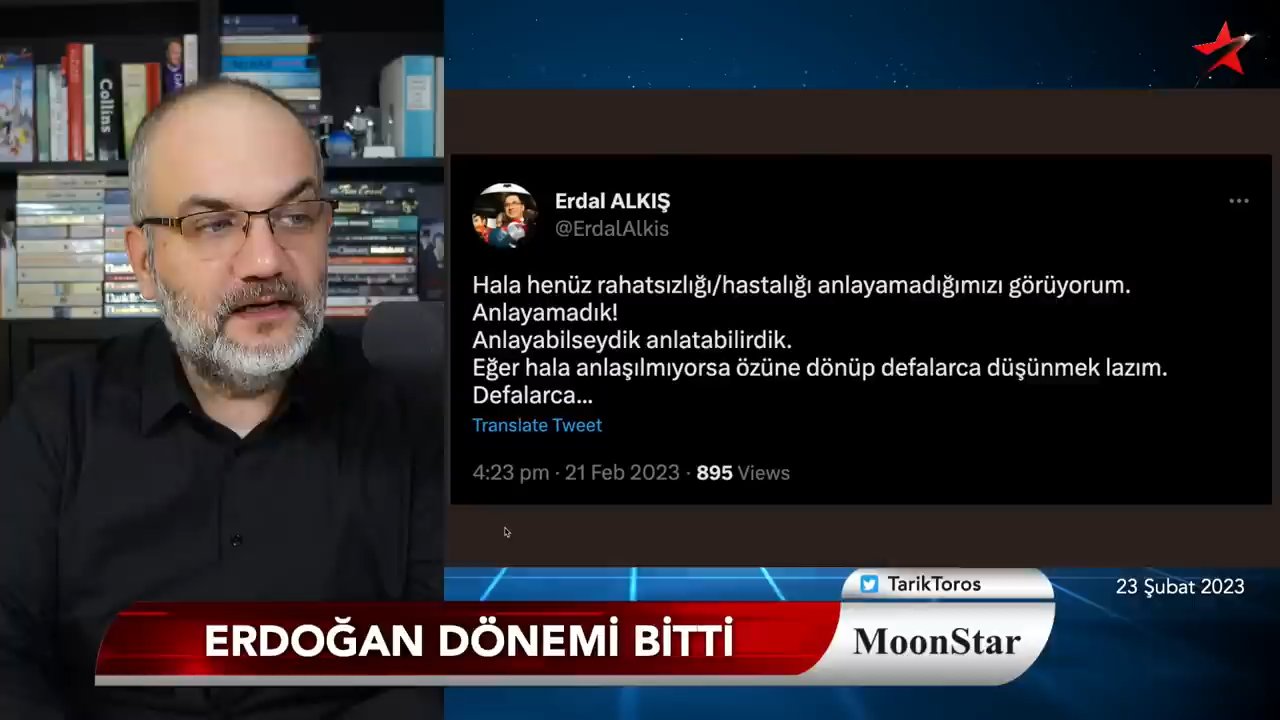 Collins
Erdal ALKIŞ
@ErdalAlkis
Hala henüz rahatsızlığı/hastalığı anlayamadığımızı görüyorum.
Anlayamadık!
Anlayabilseydik anlatabilirdik.
Eğer hala anlaşılmıyorsa özüne dönüp defalarca düşünmek lazım.
Defalarca...
Translate Tweet
4:23 pm · 21 Feb 2023 · 895 Views
TarikToros
23 Şubat 2023
ERDOĞAN DÖNEMİ BİTTİ
MoonStar